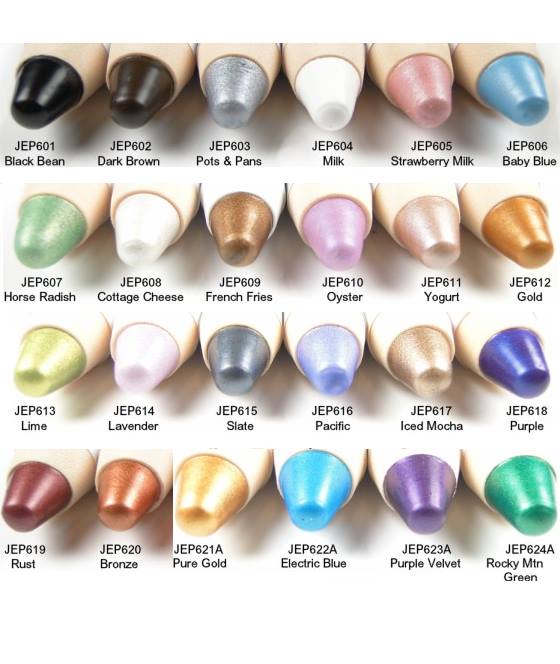 JEP601 JEP602 JEP603 JEP604 JEP605 JEP606
Black Bean Dark Brown Pots & Pans Milk Strawberry Milk Baby Blue
JEP607 JEP608 JEP609 JEP610 JEP611 JEP612
Horse Radish Cottage Cheese French Fries Oyster Yogurt Gold
JEP613 JEP614 JEP615 JEP616 JEP617 JEP618
Lime Lavender Slate Pacific Iced Mocha Purple
JEP619 JEP620 JEP621A JEP622A JEP623A JEP624A
Rust Bronze Pure Gold Electric Blue Purple Velvet Rocky Mtn
Green